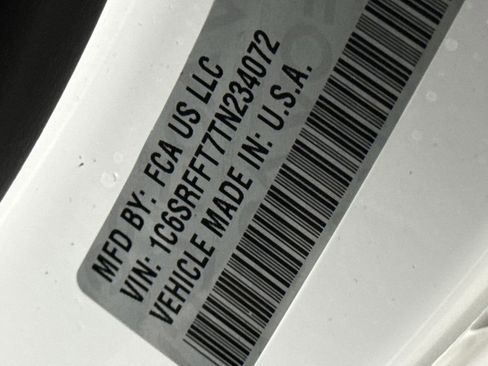 MFD BY: FCA US LLC
VIN: 1C6SRFFT7TN234072
VEHICLE MADE IN: U.S.A.